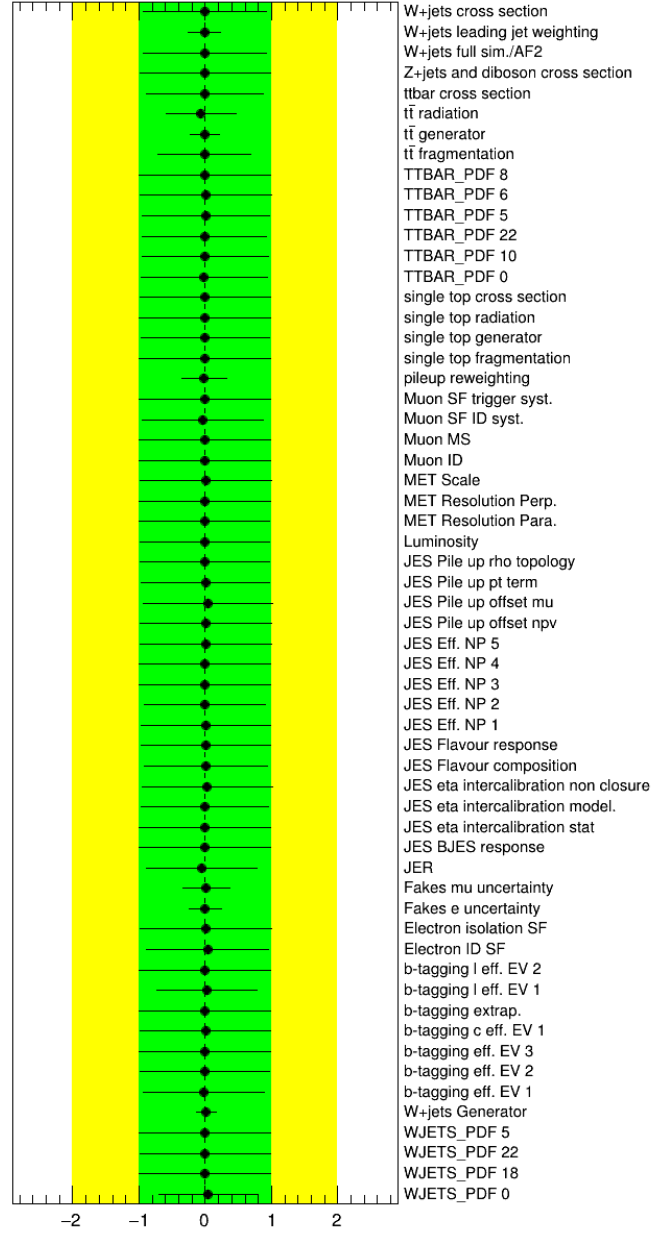 W+jets cross section
W+jets leading jet weighting
W+jets full sim./AF2
Z+jets and diboson cross section
ttbar cross section
tt̅ radiation
tt̅ generator
tt̅ fragmentation
TTBAR_PDF 8
TTBAR_PDF 6
TTBAR_PDF 5
TTBAR_PDF 22
TTBAR_PDF 10
TTBAR_PDF 0
single top cross section
single top radiation
single top generator
single top fragmentation
pileup reweighting
Muon SF trigger syst.
Muon SF ID syst.
Muon MS
Muon ID
MET Scale
MET Resolution Perp.
MET Resolution Para.
Luminosity
JES Pile up rho topology
JES Pile up pt term
JES Pile up offset mu
JES Pile up offset npv
JES Eff. NP 5
JES Eff. NP 4
JES Eff. NP 3
JES Eff. NP 2
JES Eff. NP 1
JES Flavour response
JES Flavour composition
JES eta intercalibration non closure
JES eta intercalibration model.
JES eta intercalibration stat
JES BJES response
JER
Fakes mu uncertainty
Fakes e uncertainty
Electron isolation SF
Electron ID SF
b-tagging l eff. EV 2
b-tagging l eff. EV 1
b-tagging extrap.
b-tagging c eff. EV 1
b-tagging eff. EV 3
b-tagging eff. EV 2
b-tagging eff. EV 1
W+jets Generator
WJETS_PDF 5
WJETS_PDF 22
WJETS_PDF 18
WJETS_PDF 0
−2 −1 0 1 2